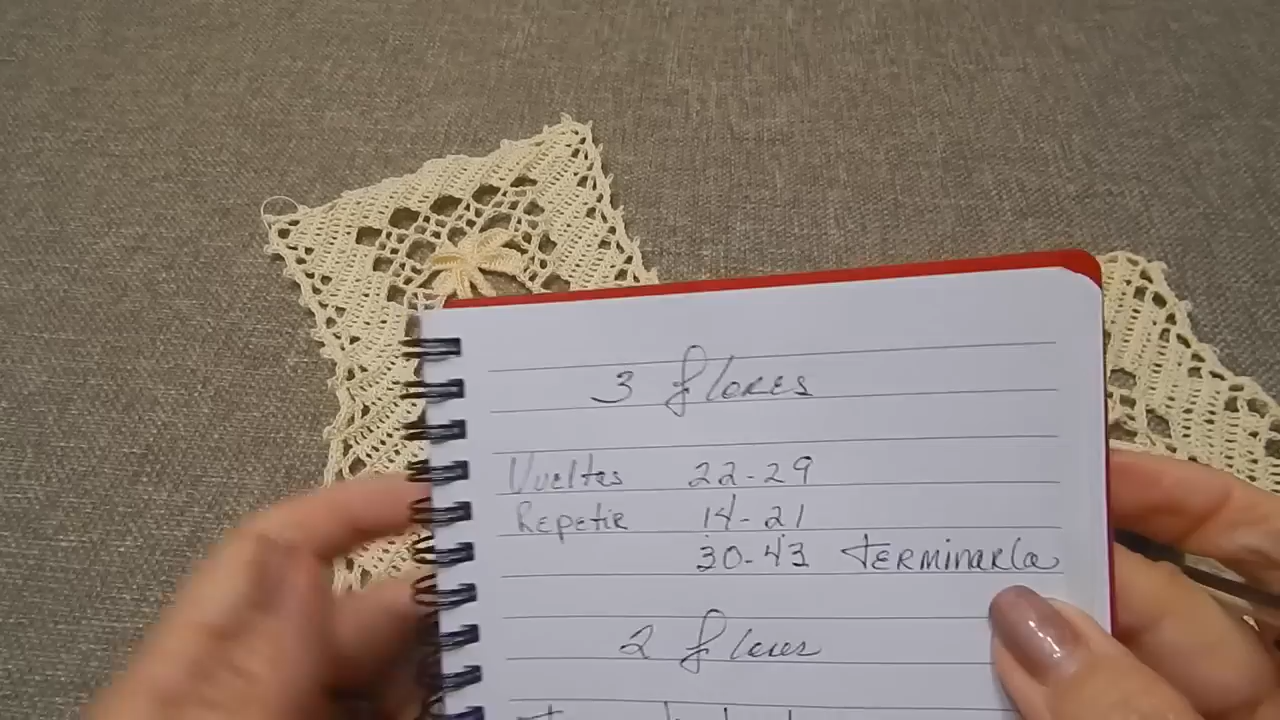 3 flores
Vueltas 22-29
Repetir 14-21
30-43 terminarla
2 flores